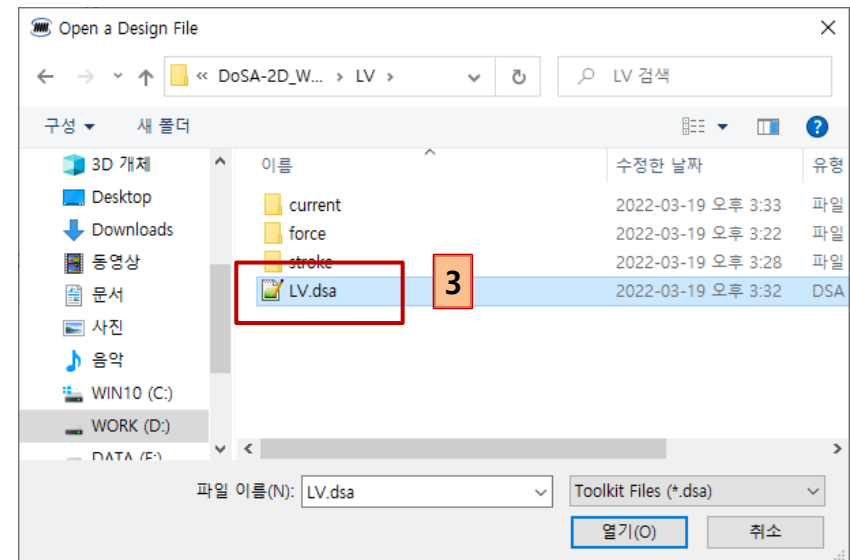 Open a Design File
« DoSA-2D_W... › LV ›
LV 검색
구성 새 폴더
?
이름 수정한 날짜 유형
3D 개체
Desktop
Downloads
동영상
문서
사진
음악
WIN10 (C:)
WORK (D:)
DATA (E:)
current 2022-03-19 오후 3:33 파일
force 2022-03-19 오후 3:22 파일
stroke 2022-03-19 오후 3:28 파일
LV.dsa 2022-03-19 오후 3:32 DSA
3
파일 이름(N): LV.dsa Toolkit Files (*.dsa)
열기(O) 취소